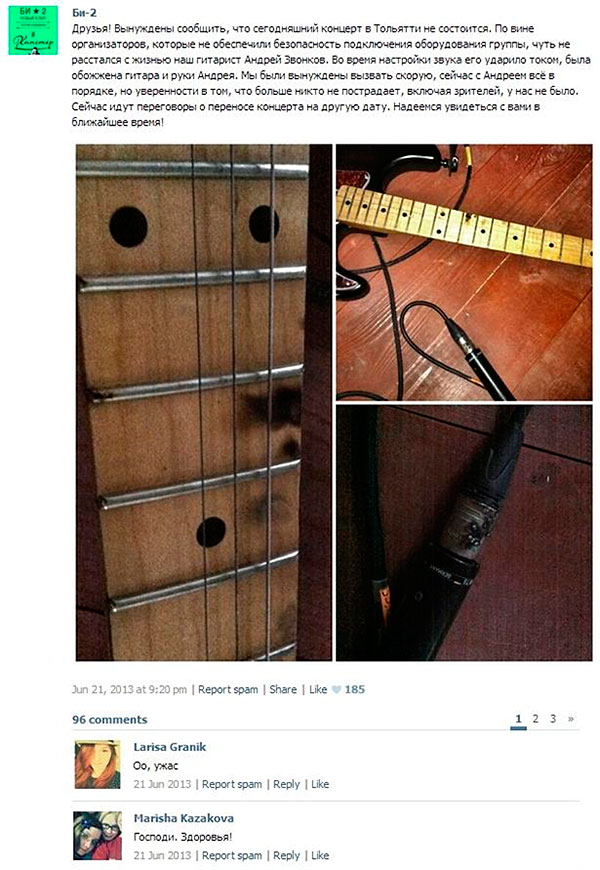 БИ★2
Би-2
Друзья! Вынуждены сообщить, что сегодняшний концерт в Тольятти не состоится. По вине
организаторов, которые не обеспечили безопасность подключения оборудования группы, чуть не
расстался с жизнью наш гитарист Андрей Звонков. Во время настройки звука его ударило током, была
обожжена гитара и руки Андрея. Мы были вынуждены вызвать скорую, сейчас с Андреем всё в
порядке, но уверенности в том, что больше никто не пострадает, включая зрителей, у нас не было.
Сейчас идут переговоры о переносе концерта на другую дату. Надеемся увидеться с вами в
ближайшее время!
Jun 21, 2013 at 9:20 pm | Report spam | Share | Like 185
96 comments 1 2 3 »
Larisa Granik
Оо, ужас
21 Jun 2013 | Report spam | Reply | Like
Marisha Kazakova
Господи. Здоровья!
21 Jun 2013 | Report spam | Reply | Like